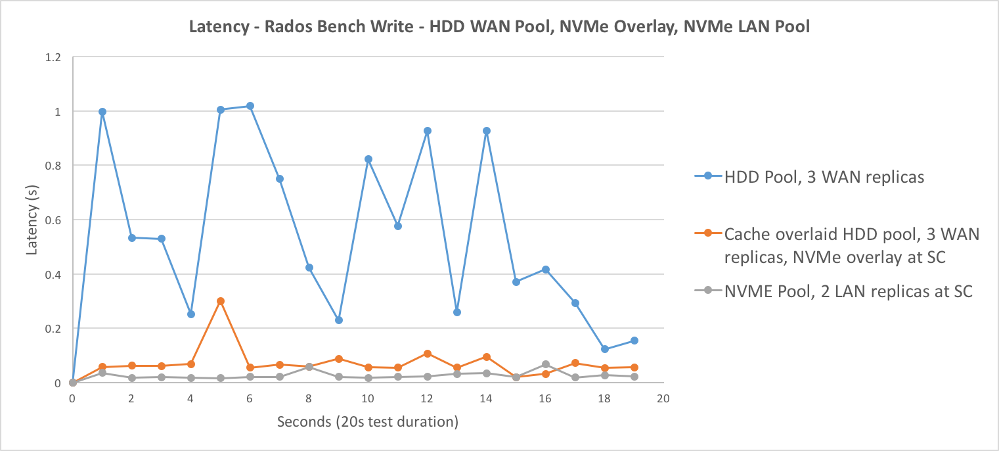 Latency - Rados Bench Write - HDD WAN Pool, NVMe Overlay, NVMe LAN Pool
1.2
1
0.8
0.6
0.4
0.2
0
Latency (s)
0 2 4 6 8 10 12 14 16 18 20
Seconds (20s test duration)
HDD Pool, 3 WAN replicas
Cache overlaid HDD pool, 3 WAN
replicas, NVMe overlay at SC
NVME Pool, 2 LAN replicas at SC